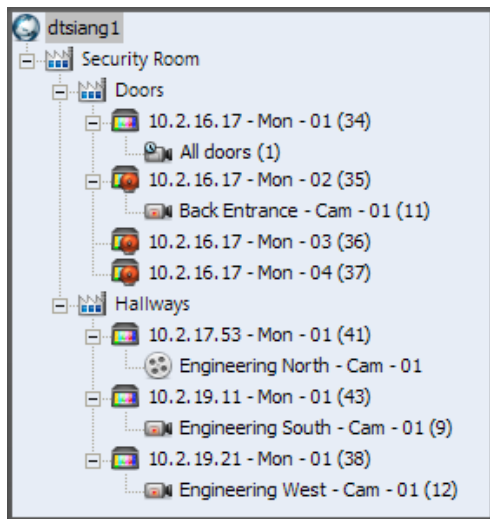 dtsiang1
Security Room
Doors
10.2.16.17 - Mon - 01 (34)
All doors (1)
10.2.16.17 - Mon - 02 (35)
Back Entrance - Cam - 01 (11)
10.2.16.17 - Mon - 03 (36)
10.2.16.17 - Mon - 04 (37)
Hallways
10.2.17.53 - Mon - 01 (41)
Engineering North - Cam - 01
10.2.19.11 - Mon - 01 (43)
Engineering South - Cam - 01 (9)
10.2.19.21 - Mon - 01 (38)
Engineering West - Cam - 01 (12)